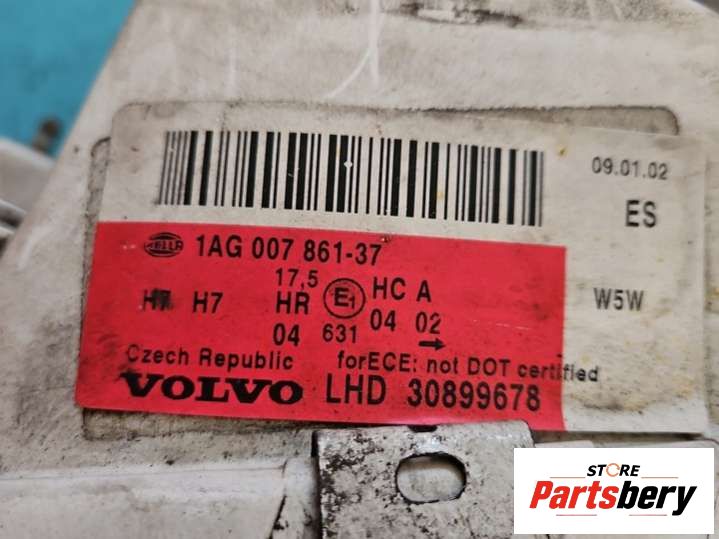 09.01.02
ES
HELLA 1AG 007 861-37
17,5
H7 H7 HR E1 HC A
W5W
04 631 04 02 →
Czech Republic forECE: not DOT certified
VOLVO LHD 30899678
STORE
Partsbery